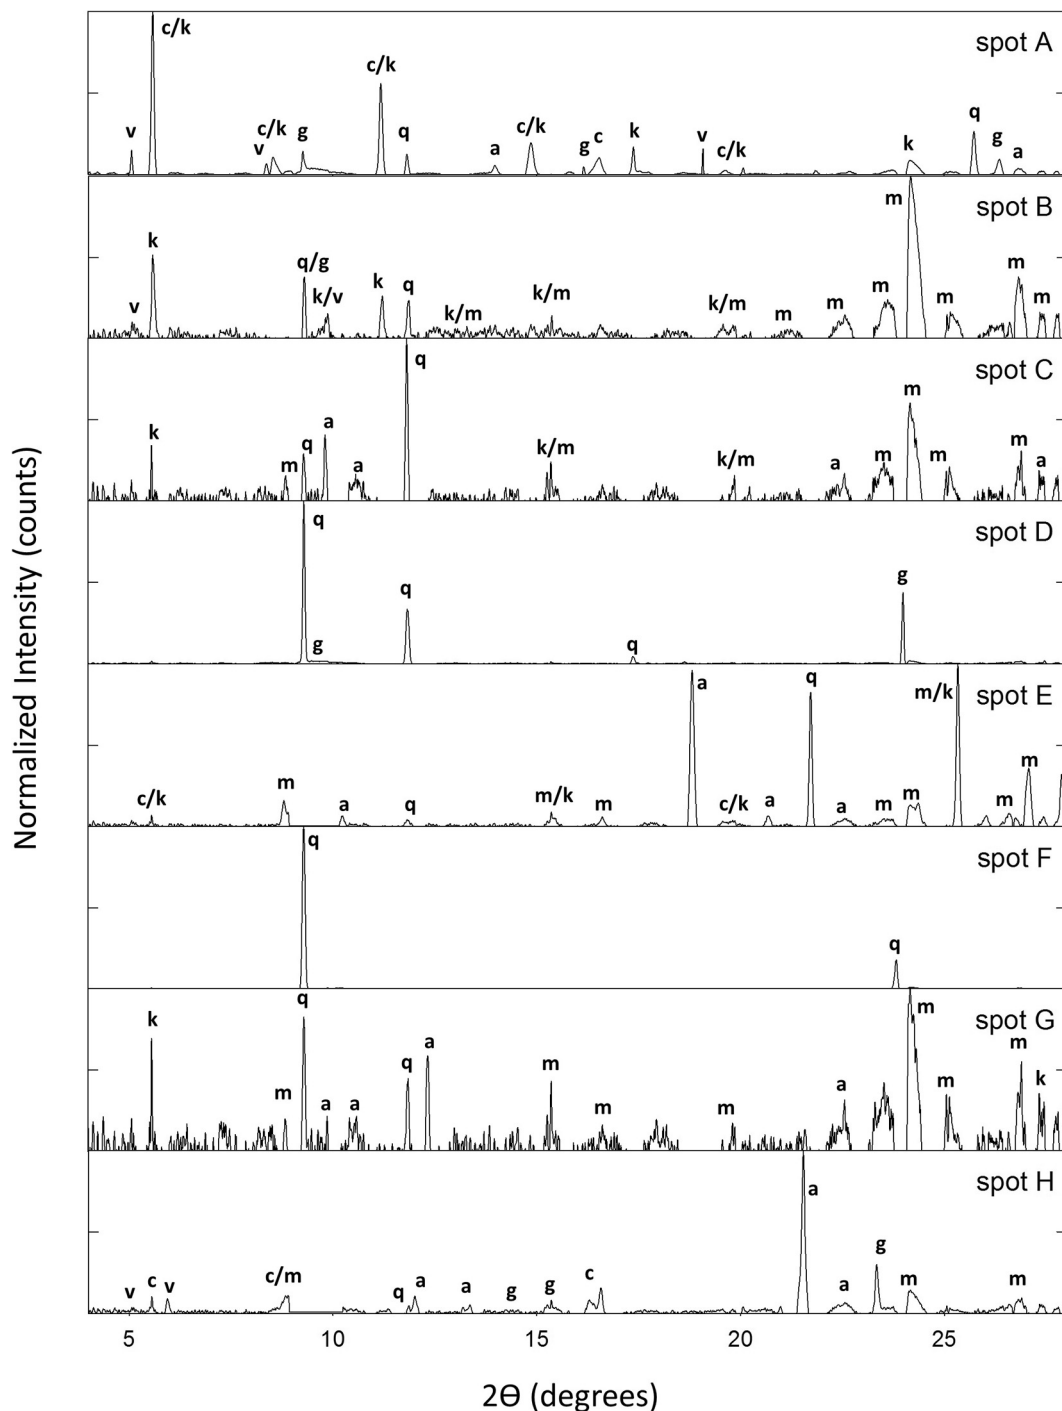 spot A
c/k
c/k
v
v
c/k
g
q
a
c/k
g
c
k
v
c/k
k
q
g
a
spot B
k
v
q/g
k/v
k
q
k/m
k/m
k/m
m
m
m
m
m
m
m
spot C
k
m
q
a
a
q
k/m
k/m
a
m
m
m
m
a
spot D
q
g
q
q
g
spot E
c/k
m
a
q
m/k
m
a
c/k
a
q
a
m
m
m/k
m
m
spot F
q
q
spot G
k
m
q
a
a
q
a
m
m
m
a
m
m
m
k
spot H
v
c
v
c/m
q
a
a
g
g
c
a
a
g
m
m
5
10
15
20
25
2Θ (degrees)
Normalized Intensity (counts)